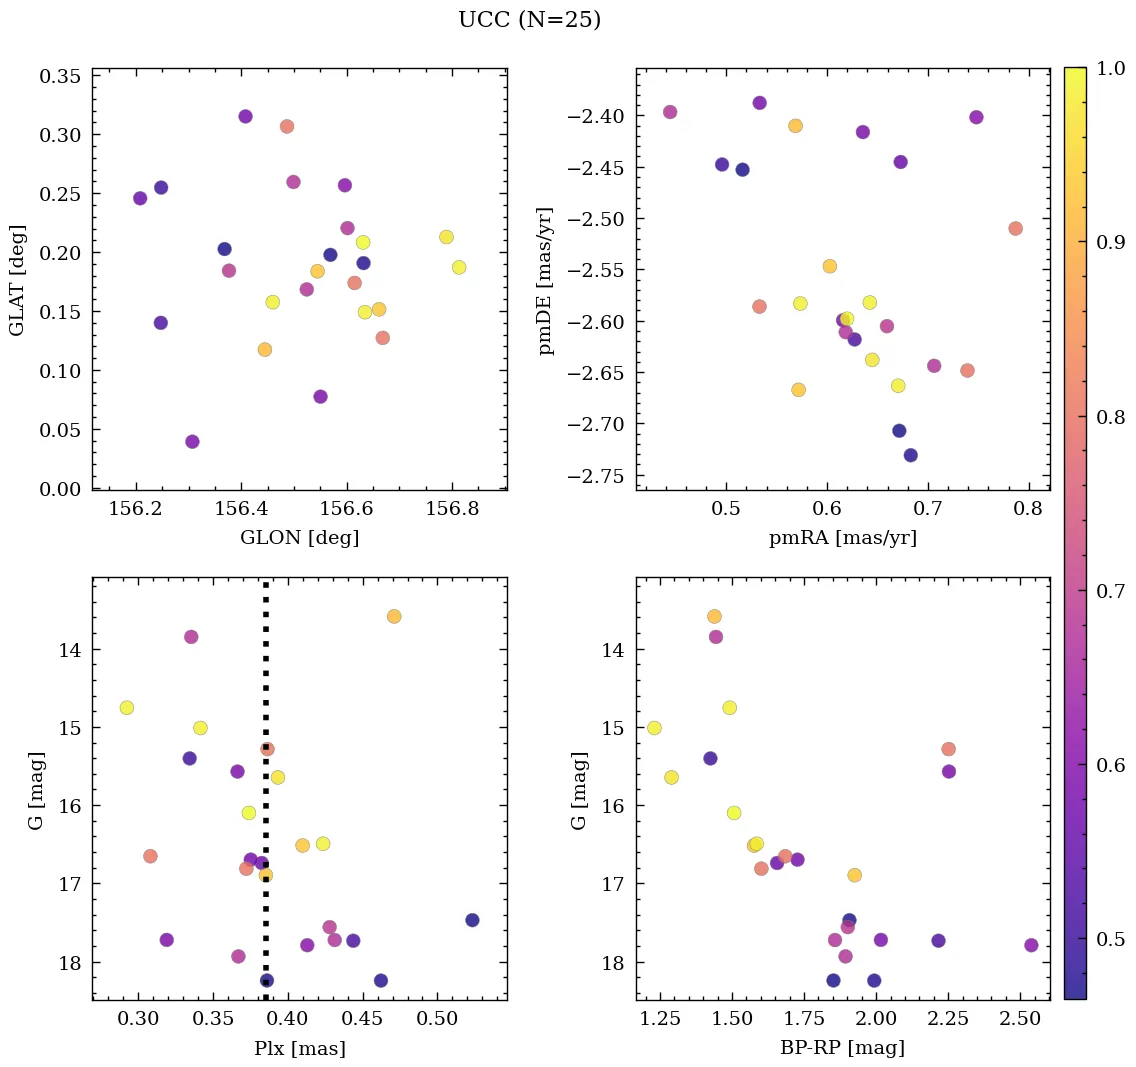 UCC (N=25)
0.35
0.30
0.25
0.20
0.15
0.10
0.05
0.00
GLAT [deg]
156.2 156.4 156.6 156.8
GLON [deg]
−2.40
−2.45
−2.50
−2.55
−2.60
−2.65
−2.70
−2.75
pmDE [mas/yr]
0.5 0.6 0.7 0.8
pmRA [mas/yr]
14
15
16
17
18
G [mag]
0.30 0.35 0.40 0.45 0.50
Plx [mas]
14
15
16
17
18
G [mag]
1.25 1.50 1.75 2.00 2.25 2.50
BP-RP [mag]
1.0
0.9
0.8
0.7
0.6
0.5